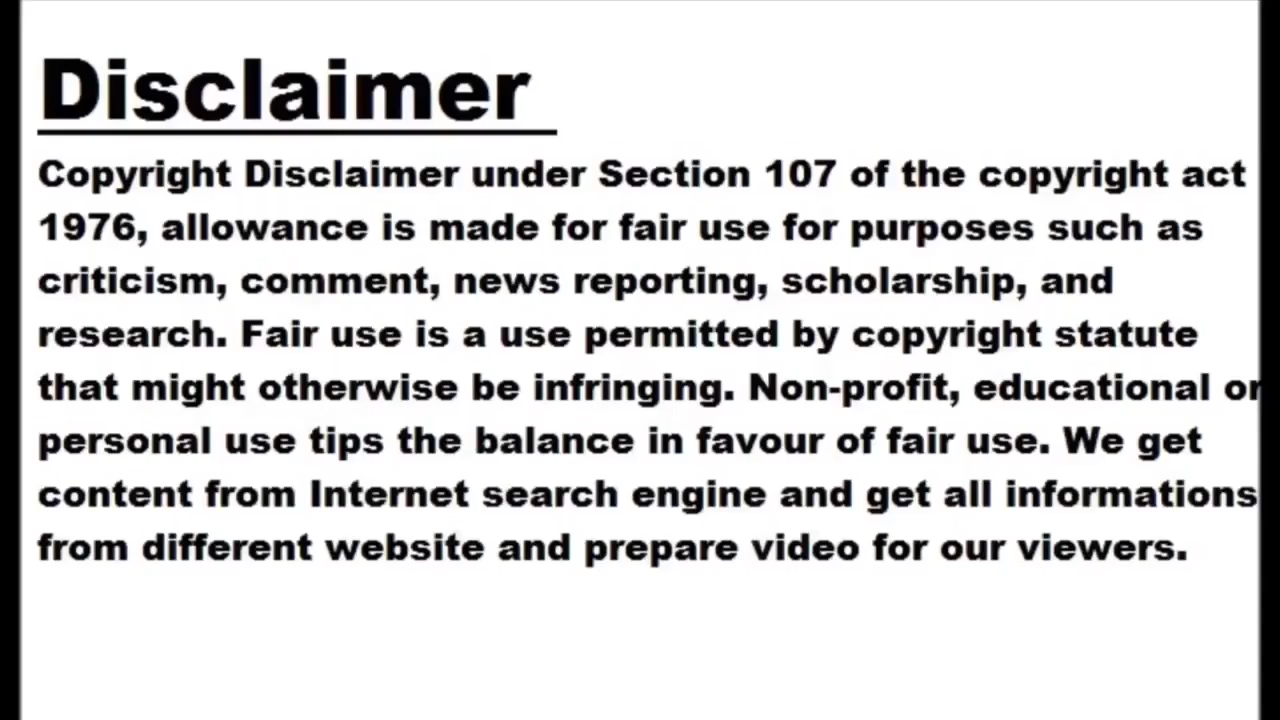 Disclaimer
Copyright Disclaimer under Section 107 of the copyright act
1976, allowance is made for fair use for purposes such as
criticism, comment, news reporting, scholarship, and
research. Fair use is a use permitted by copyright statute
that might otherwise be infringing. Non-profit, educational or
personal use tips the balance in favour of fair use. We get
content from Internet search engine and get all informations
from different website and prepare video for our viewers.